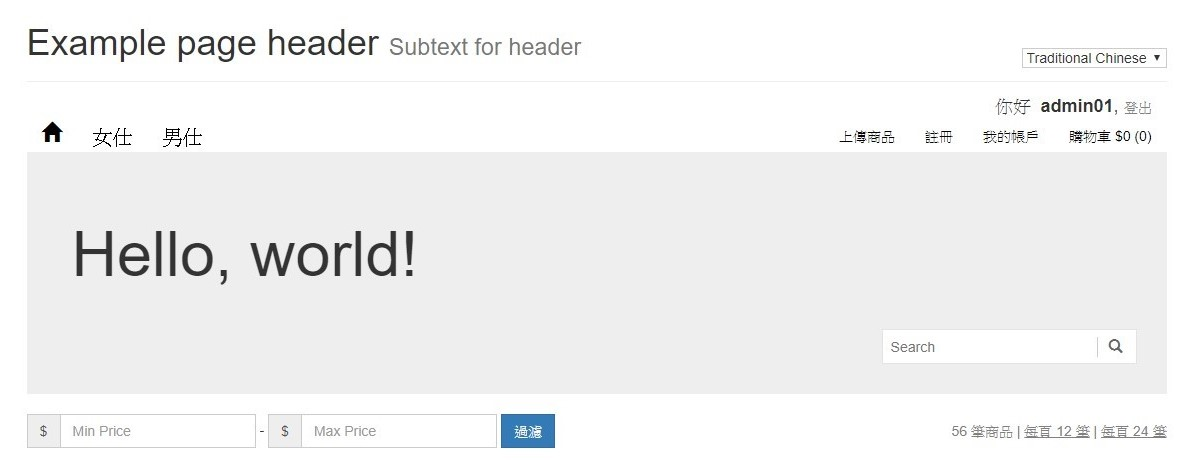 Example page header Subtext for header
Traditional Chinese
你好 admin01, 登出
女仕 男仕
上傳商品 註冊 我的帳戶 購物車 $0 (0)
Hello, world!
Search
$ Min Price - $ Max Price 過濾 56 筆商品 | 每頁 12 筆 | 每頁 24 筆